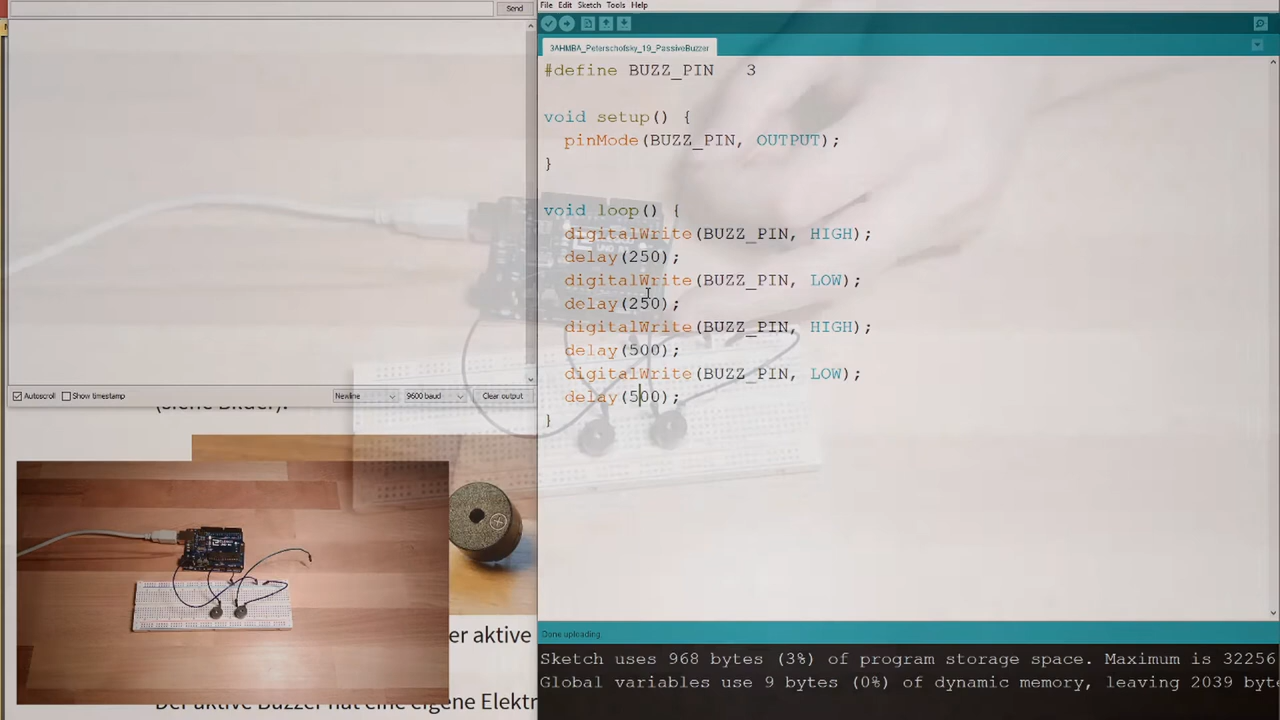 Send
File Edit Sketch Tools Help
3AHMBA_Peterschofsky_19_PassiveBuzzer
#define BUZZ_PIN   3
void setup() {
  pinMode(BUZZ_PIN, OUTPUT);
}
void loop() {
  digitalWrite(BUZZ_PIN, HIGH);
  delay(250);
  digitalWrite(BUZZ_PIN, LOW);
  delay(250);
  digitalWrite(BUZZ_PIN, HIGH);
  delay(500);
  digitalWrite(BUZZ_PIN, LOW);
  delay(500);
}
Autoscroll Show timestamp Newline 9600 baud Clear output
(siehe Bilder).
er aktive
Der aktive Buzzer hat eine eigene Elektr
Done uploading.
Sketch uses 968 bytes (3%) of program storage space. Maximum is 32256
Global variables use 9 bytes (0%) of dynamic memory, leaving 2039 byte